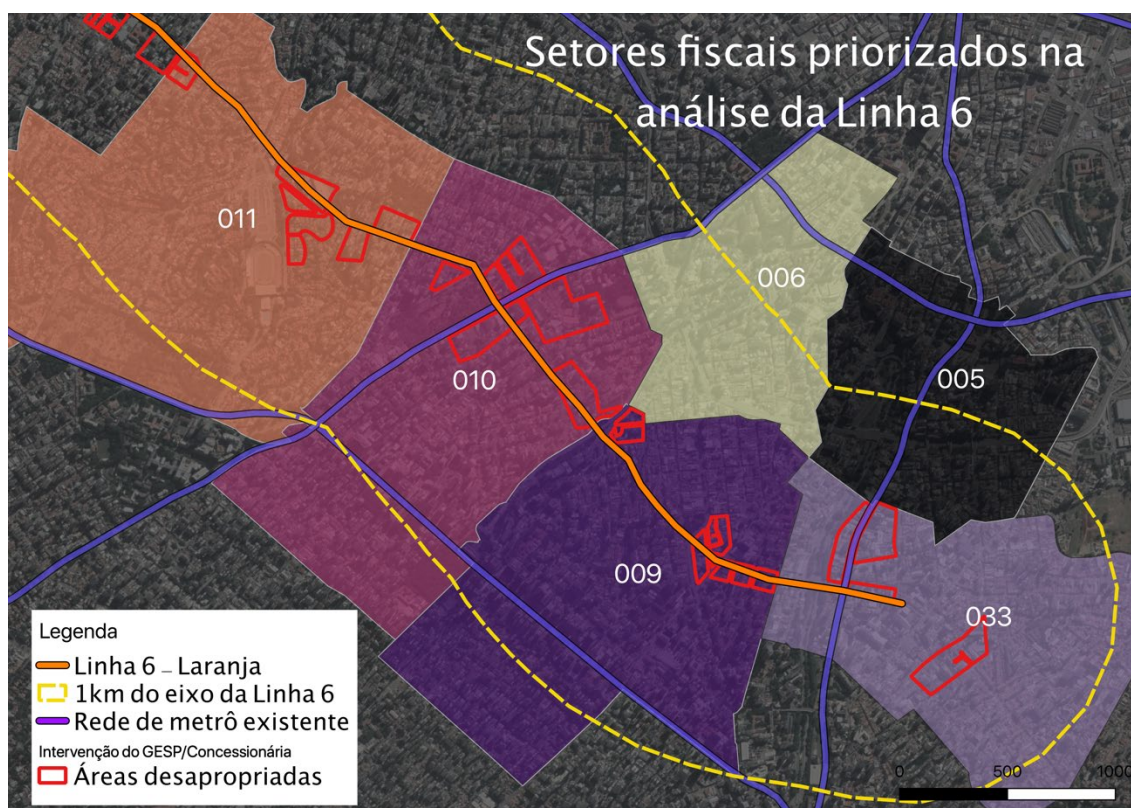 Setores fiscais priorizados na
análise da Linha 6
011
006
010
005
009
033
Legenda
Linha 6 – Laranja
1km do eixo da Linha 6
Rede de metrô existente
Intervenção do GESP/Concessionária
Áreas desapropriadas
0 500 1000